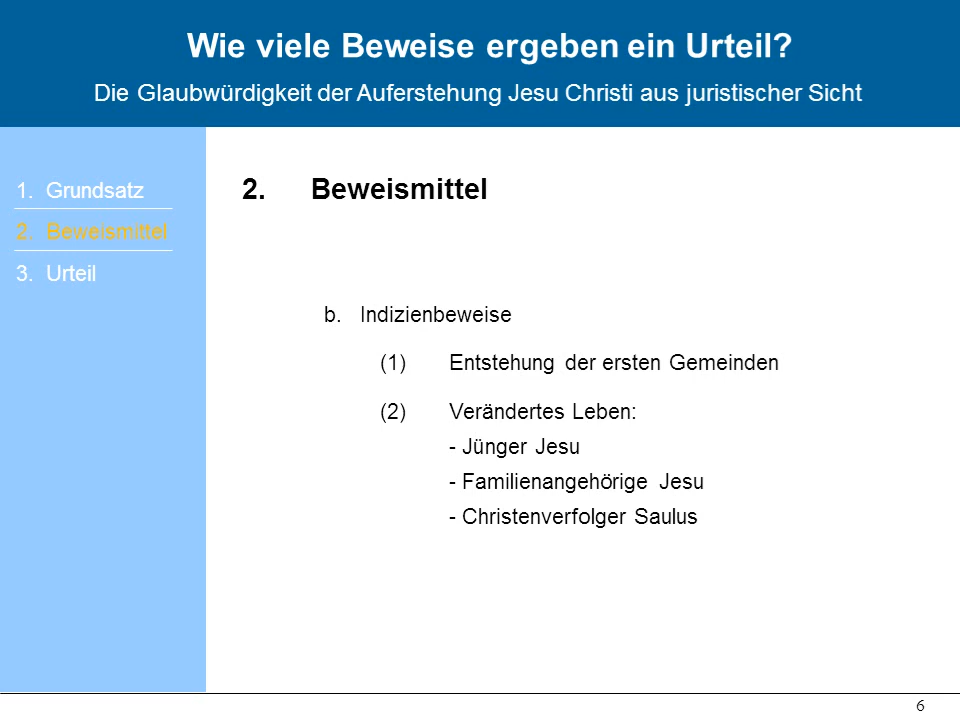 Wie viele Beweise ergeben ein Urteil?
Die Glaubwürdigkeit der Auferstehung Jesu Christi aus juristischer Sicht
1. Grundsatz
2. Beweismittel
3. Urteil
2. Beweismittel
b. Indizienbeweise
(1) Entstehung der ersten Gemeinden
(2) Verändertes Leben:
- Jünger Jesu
- Familienangehörige Jesu
- Christenverfolger Saulus
6